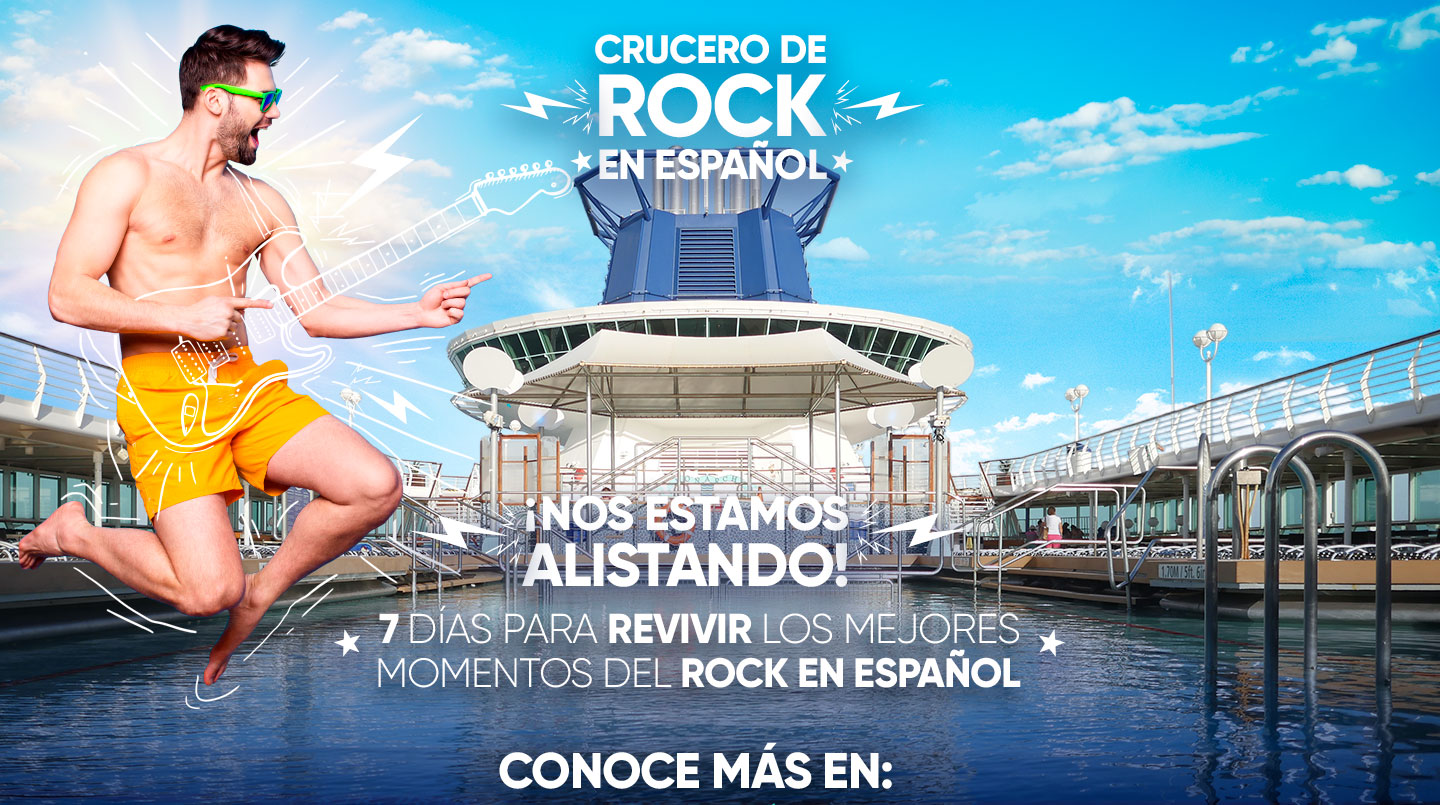 CRUCERO DE
ROCK
EN ESPAÑOL
¡NOS ESTAMOS
ALISTANDO!
7 DÍAS PARA REVIVIR LOS MEJORES
MOMENTOS DEL ROCK EN ESPAÑOL
CONOCE MÁS EN: